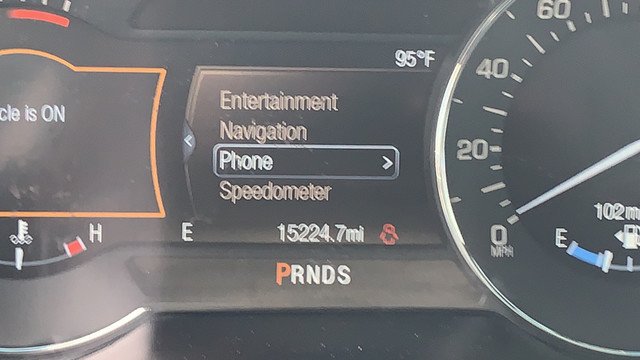 60
95°F
40
Entertainment
cle is ON
Navigation
20
Phone >
Speedometer
102m
H
E
15224.7mi
0
MPH
E
PRNDS